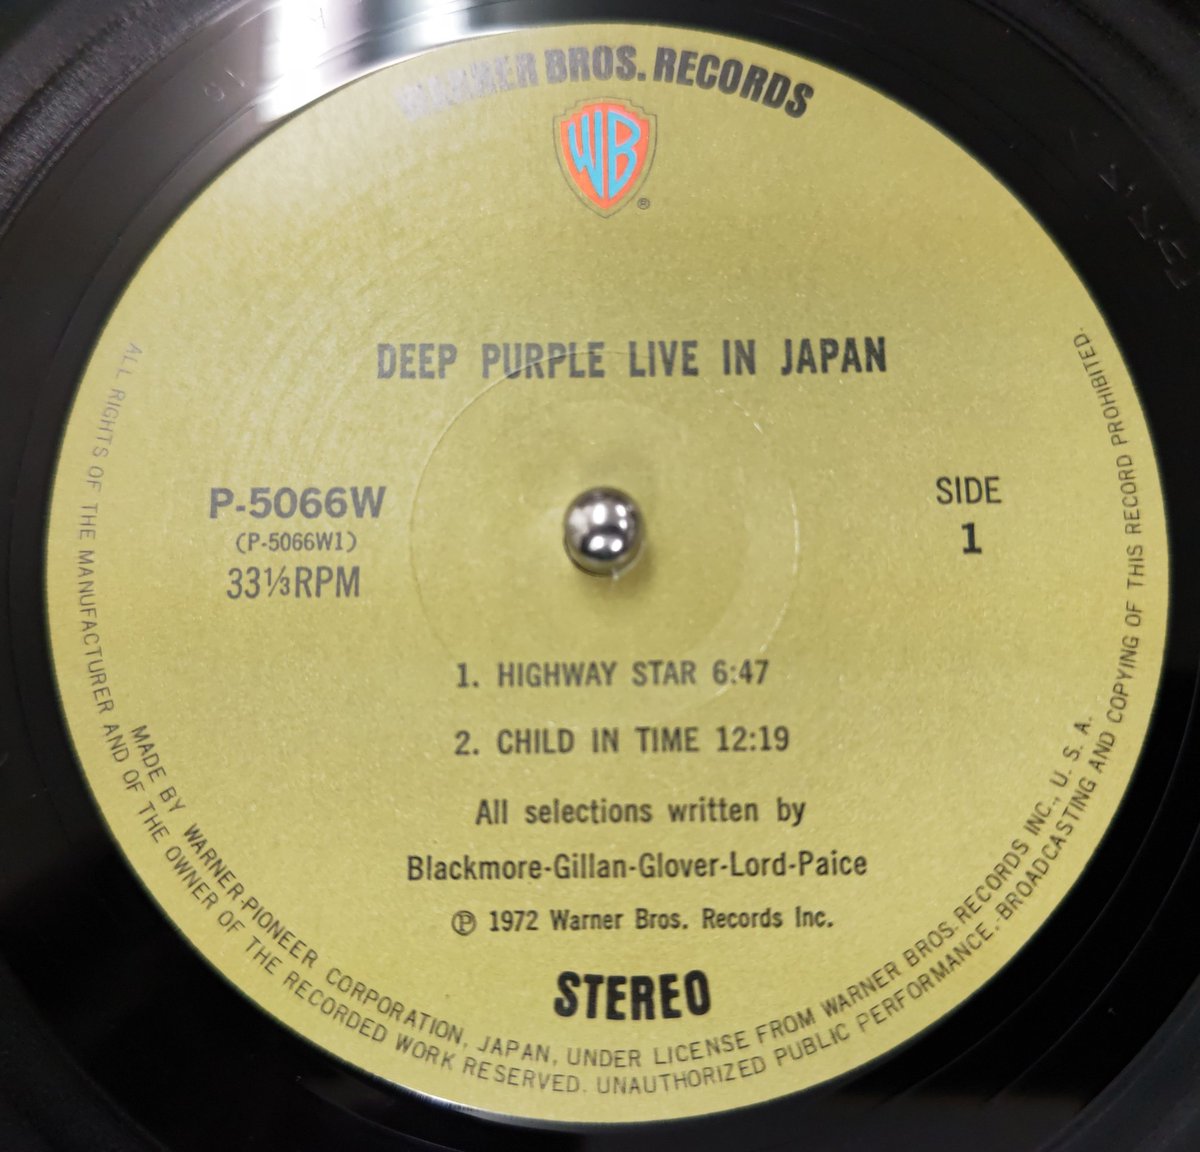 WARNER BROS. RECORDS
WB
®
DEEP PURPLE LIVE IN JAPAN
P-5066W
(P-5066W1)
33⅓RPM
SIDE
1
1. HIGHWAY STAR 6:47
2. CHILD IN TIME 12:19
All selections written by
Blackmore-Gillan-Glover-Lord-Paice
℗ 1972 Warner Bros. Records Inc.
STEREO
MADE BY WARNER-PIONEER CORPORATION, JAPAN, UNDER LICENSE FROM WARNER BROS. RECORDS INC., U. S. A.
ALL RIGHTS OF THE MANUFACTURER AND OF THE OWNER OF THE RECORDED WORK RESERVED. UNAUTHORIZED PUBLIC PERFORMANCE, BROADCASTING AND COPYING OF THIS RECORD PROHIBITED.